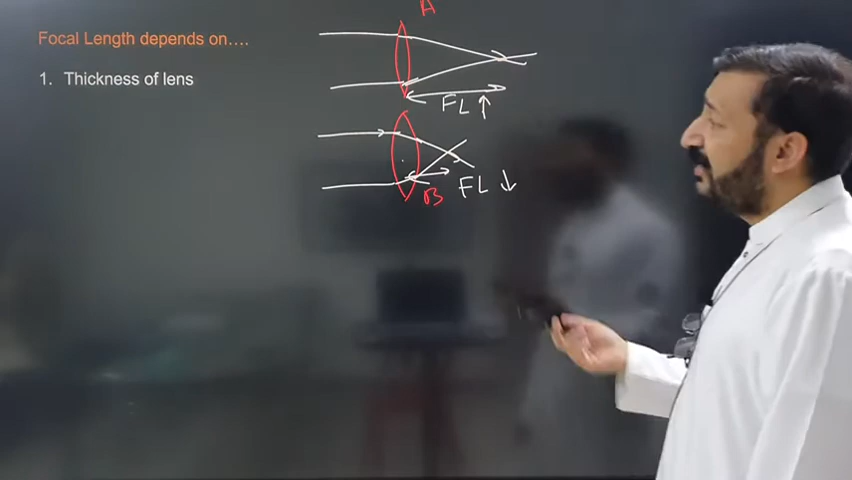 A
Focal Length depends on....
1. Thickness of lens
FL ↑
FL ↓
B